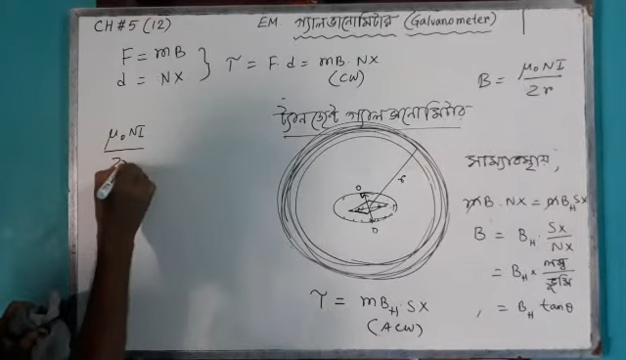 CH # 5 (12)
EM. গ্যালভানোমিটার (Galvanometer)
F = mB
d = NX
} τ = F. d = mB. NX
(CW)
B = μ₀NI / 2r
ট্যানজেন্ট গ্যালভানোমিটার
μ₀NI
r
O
সাম্যাবস্থায়,
mB . NX = mB_H SX
B = B_H . SX / NX
= B_H × লম্ব / ভূমি
= B_H tanθ
τ = mB_H . SX
(ACW)